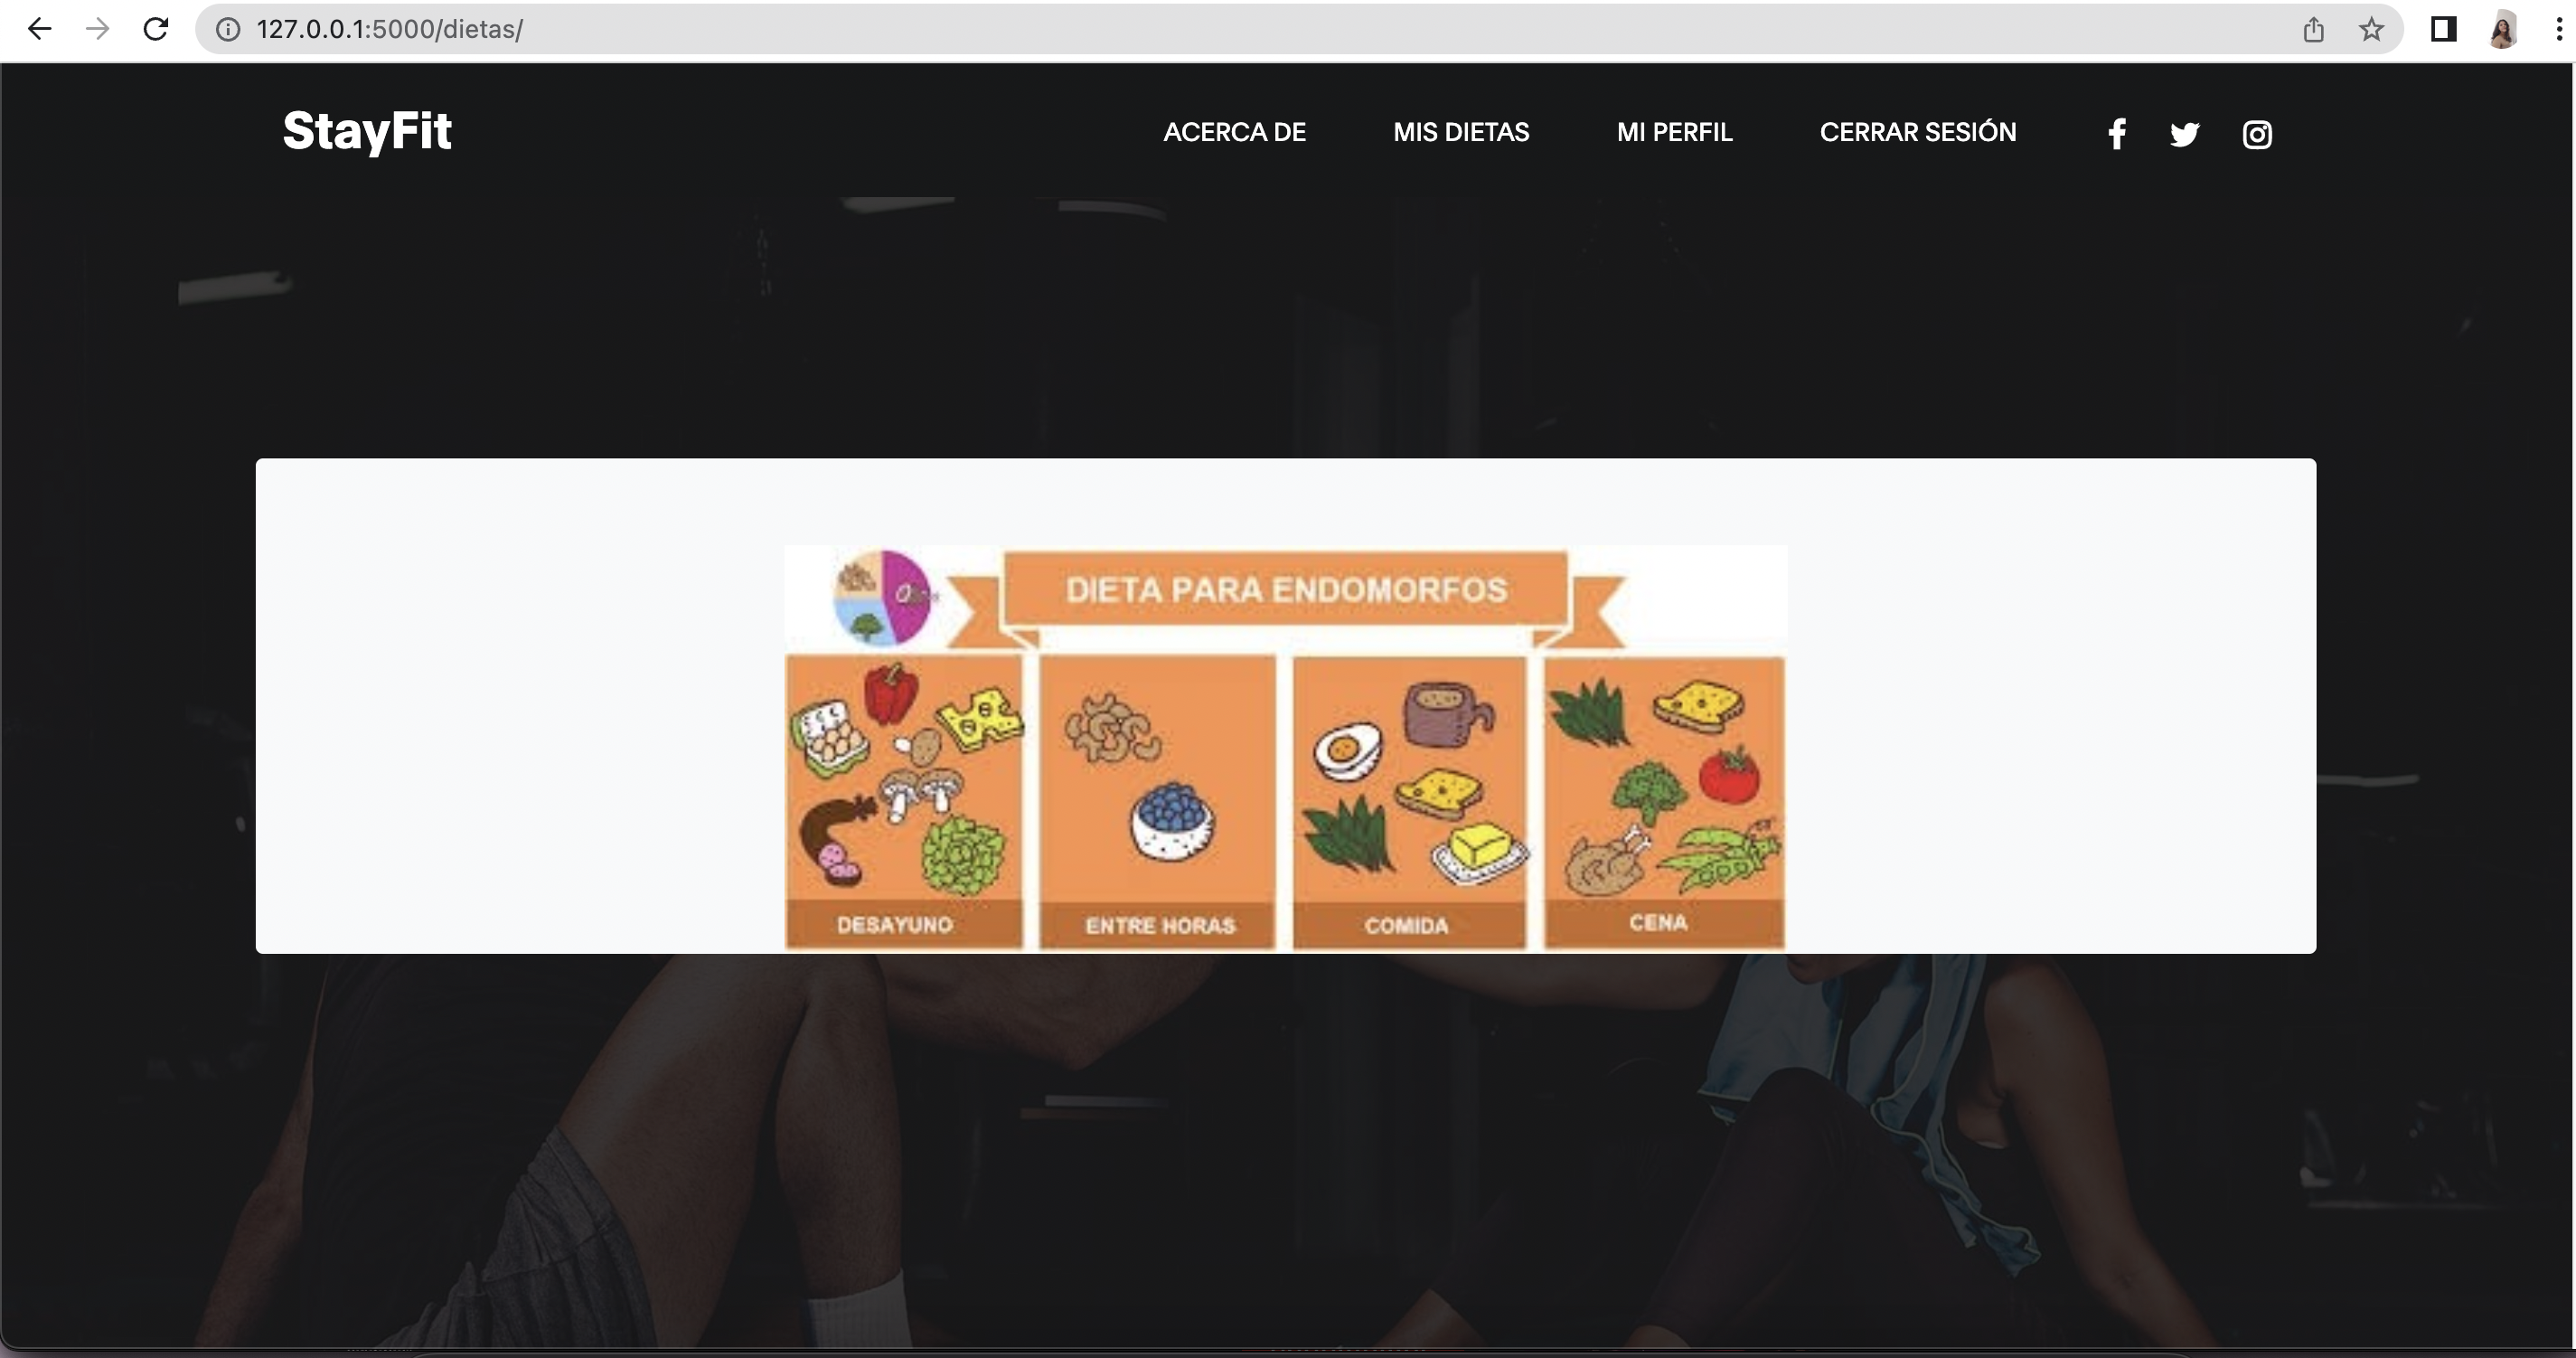 127.0.0.1:5000/dietas/
StayFit
ACERCA DE
MIS DIETAS
MI PERFIL
CERRAR SESIÓN
DIETA PARA ENDOMORFOS
DESAYUNO
ENTRE HORAS
COMIDA
CENA